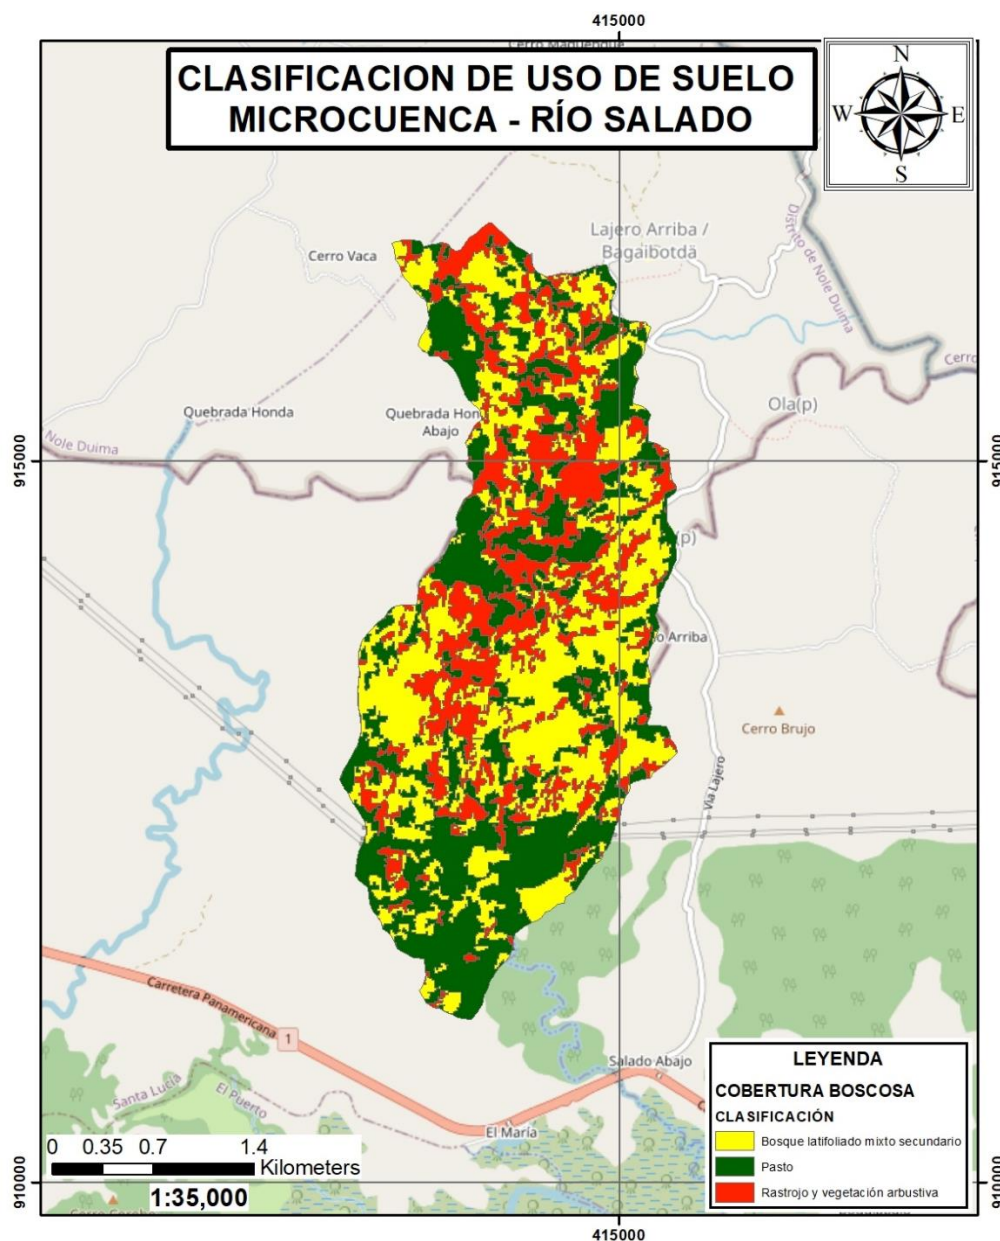 415000
Cerro Maquengue
CLASIFICACION DE USO DE SUELO
MICROCUENCA - RÍO SALADO
N
W
E
S
Distrito de Nole Duima
Lajero Arriba /
Bagaibotdä
Cerro Vaca
Cerro
Ola(p)
Quebrada Honda
Quebrada Hon
Abajo
Nole Duima
915000
915000
(p)
o Arriba
Cerro Brujo
Vía Lajero
Carretera Panamericana
1
Salado Abajo
Santa Lucía
El Puerto
El María
C
LEYENDA
COBERTURA BOSCOSA
CLASIFICACIÓN
Bosque latifoliado mixto secundario
Pasto
Rastrojo y vegetación arbustiva
0 0.35 0.7 1.4
Kilometers
1:35,000
910000
910000
415000